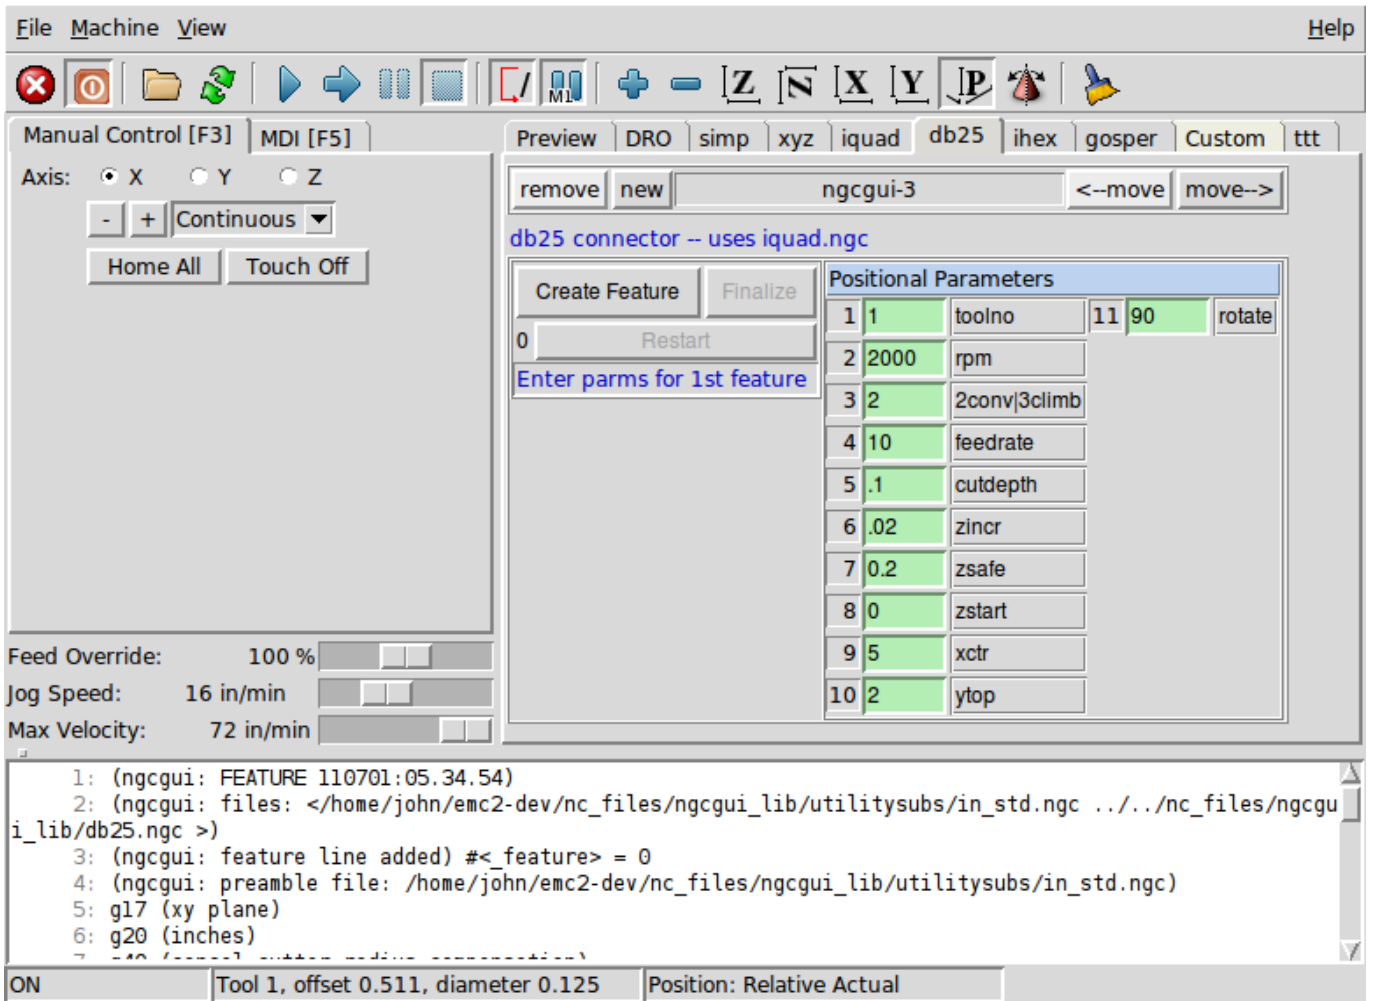 File Machine View Help
M1 Z N X Y P
Manual Control [F3] MDI [F5]
Preview DRO simp xyz iquad db25 ihex gosper Custom ttt
Axis: X Y Z
- + Continuous
Home All Touch Off
remove new ngcgui-3 <--move move-->
db25 connector -- uses iquad.ngc
Create Feature Finalize
0 Restart
Enter parms for 1st feature
Positional Parameters
1 1 toolno 11 90 rotate
2 2000 rpm
3 2 2conv|3climb
4 10 feedrate
5 .1 cutdepth
6 .02 zincr
7 0.2 zsafe
8 0 zstart
9 5 xctr
10 2 ytop
Feed Override: 100 %
Jog Speed: 16 in/min
Max Velocity: 72 in/min
1: (ngcgui: FEATURE 110701:05.34.54)
2: (ngcgui: files: </home/john/emc2-dev/nc_files/ngcgui_lib/utilitysubs/in_std.ngc ../../nc_files/ngcgu
i_lib/db25.ngc >)
3: (ngcgui: feature line added) #<_feature> = 0
4: (ngcgui: preamble file: /home/john/emc2-dev/nc_files/ngcgui_lib/utilitysubs/in_std.ngc)
5: g17 (xy plane)
6: g20 (inches)
ON Tool 1, offset 0.511, diameter 0.125 Position: Relative Actual